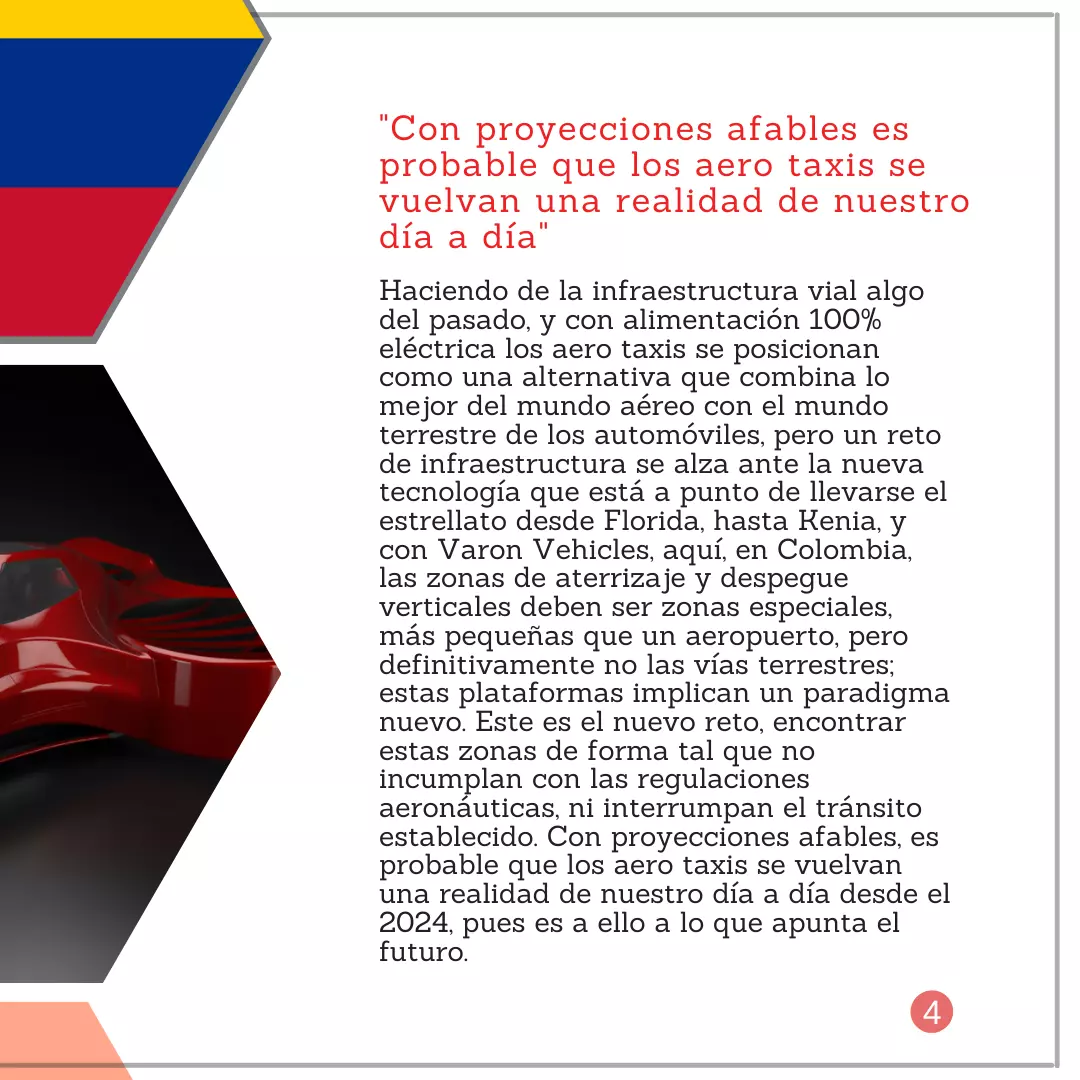 "Con proyecciones afables es
probable que los aero taxis se
vuelvan una realidad de nuestro
día a día"
Haciendo de la infraestructura vial algo
del pasado, y con alimentación 100%
eléctrica los aero taxis se posicionan
como una alternativa que combina lo
mejor del mundo aéreo con el mundo
terrestre de los automóviles, pero un reto
de infraestructura se alza ante la nueva
tecnología que está a punto de llevarse el
estrellato desde Florida, hasta Kenia, y
con Varon Vehicles, aquí, en Colombia,
las zonas de aterrizaje y despegue
verticales deben ser zonas especiales,
más pequeñas que un aeropuerto, pero
definitivamente no las vías terrestres;
estas plataformas implican un paradigma
nuevo. Este es el nuevo reto, encontrar
estas zonas de forma tal que no
incumplan con las regulaciones
aeronáuticas, ni interrumpan el tránsito
establecido. Con proyecciones afables, es
probable que los aero taxis se vuelvan
una realidad de nuestro día a día desde el
2024, pues es a ello a lo que apunta el
futuro.
4